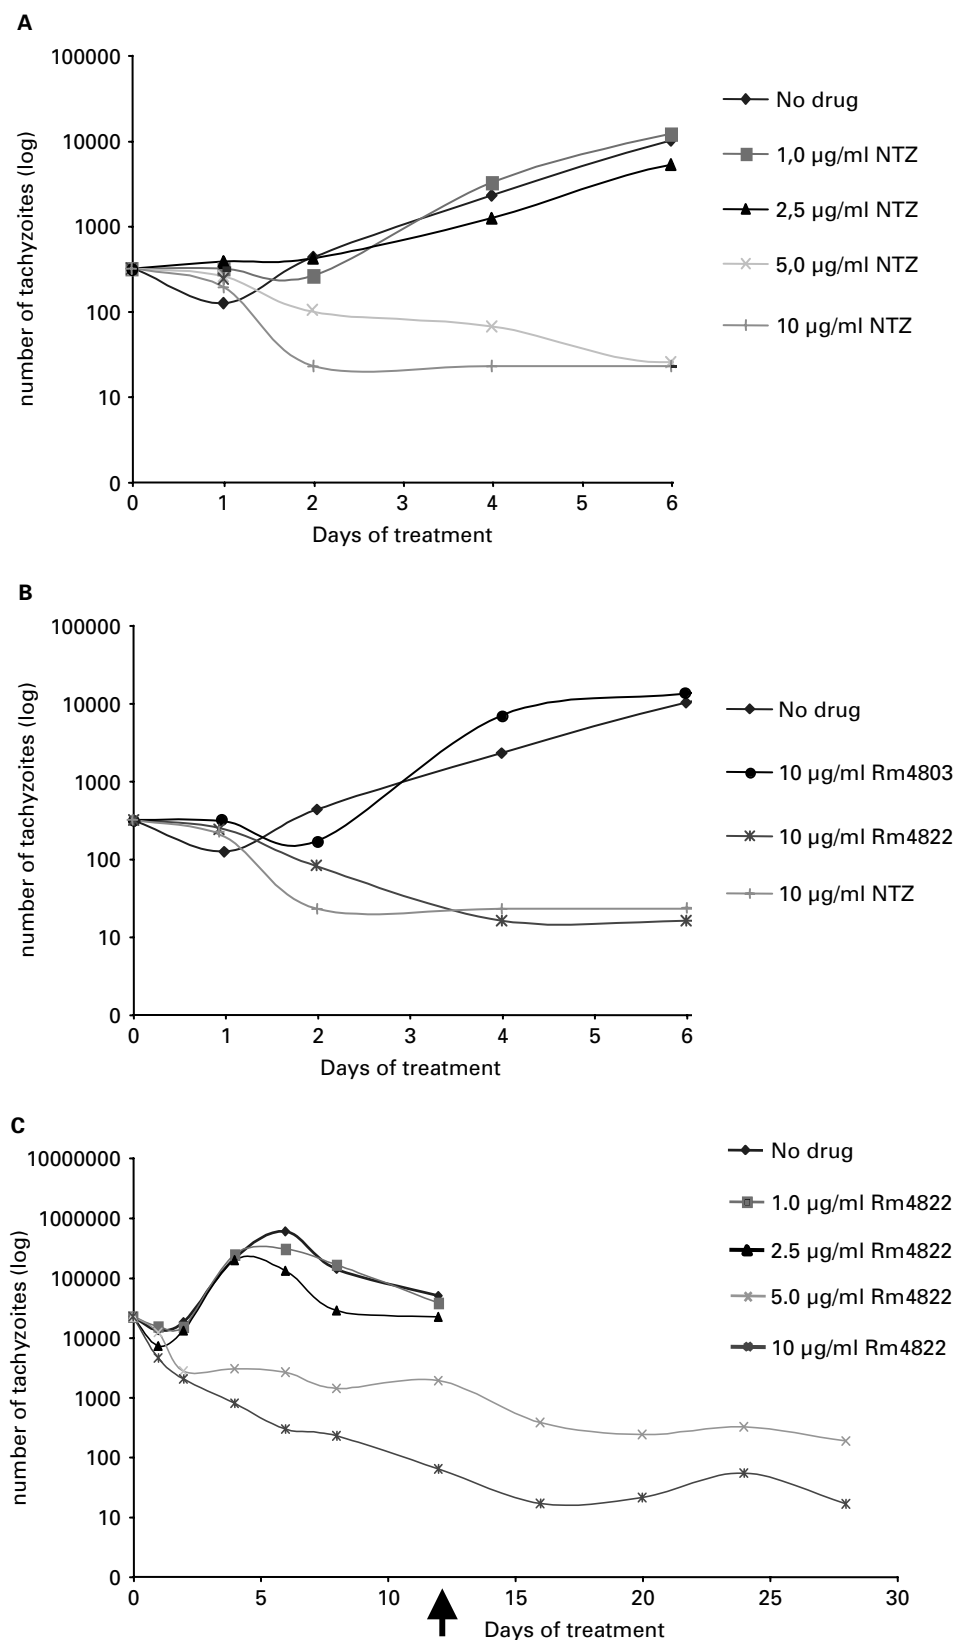 A
100000
10000
1000
100
10
0
number of tachyzoites (log)
0 1 2 3 4 5 6
Days of treatment
No drug
1,0 µg/ml NTZ
2,5 µg/ml NTZ
5,0 µg/ml NTZ
10 µg/ml NTZ
B
100000
10000
1000
100
10
0
number of tachyzoites (log)
0 1 2 3 4 5 6
Days of treatment
No drug
10 µg/ml Rm4803
10 µg/ml Rm4822
10 µg/ml NTZ
C
10000000
1000000
100000
10000
1000
100
10
0
number of tachyzoites (log)
0 5 10 15 20 25 30
Days of treatment
No drug
1.0 µg/ml Rm4822
2.5 µg/ml Rm4822
5.0 µg/ml Rm4822
10 µg/ml Rm4822